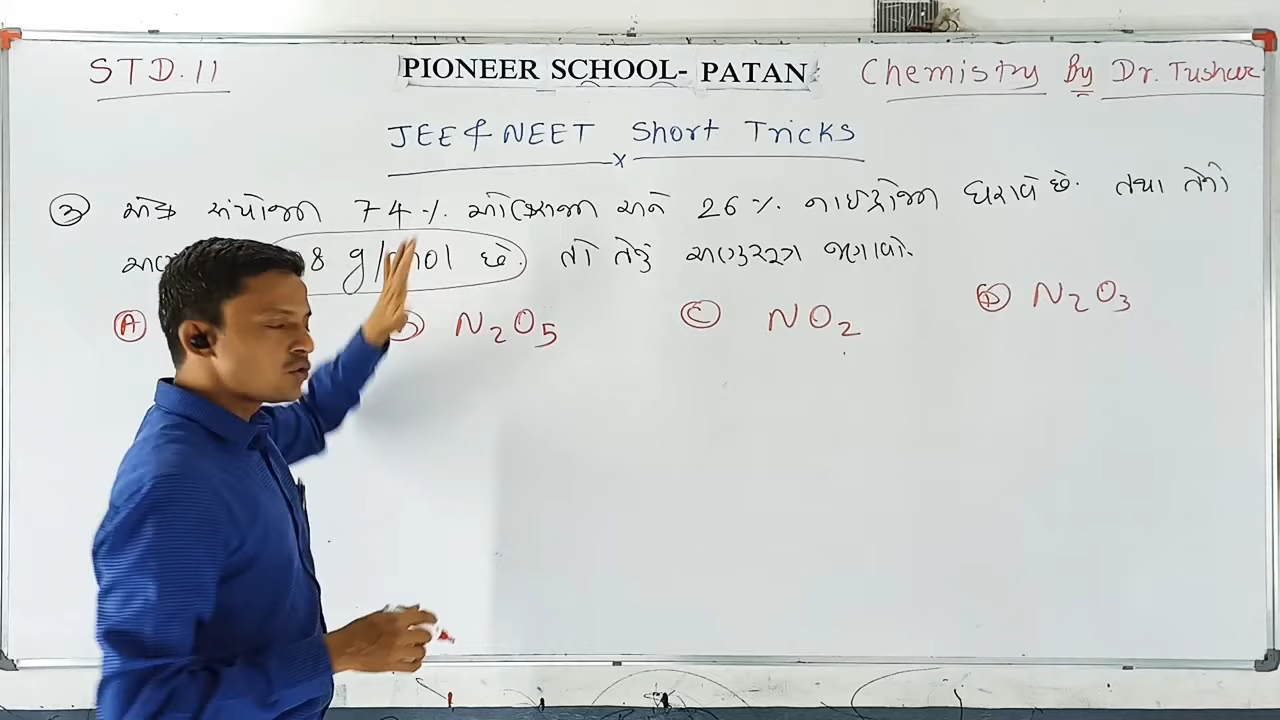 STD.11 PIONEER SCHOOL- PATAN Chemistry By Dr. Tushar
JEE & NEET Short Tricks
x
૩ એક સંયોજન 74% ઓક્સિજન અને 26% નાઇટ્રોજન ધરાવે છે. તથા તેનો
8 g/mol છે. તો તેનું અણુસૂત્ર જણાવો.
A N2O5 C NO2 D N2O3